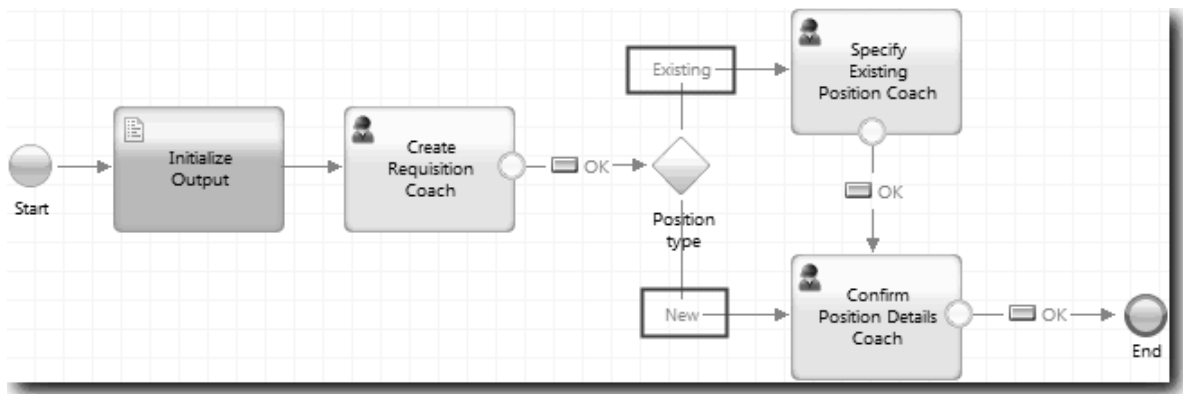 Start
Initialize
Output
Create
Requisition
Coach
OK
Position
type
Existing
Specify
Existing
Position Coach
OK
New
Confirm
Position Details
Coach
OK
End